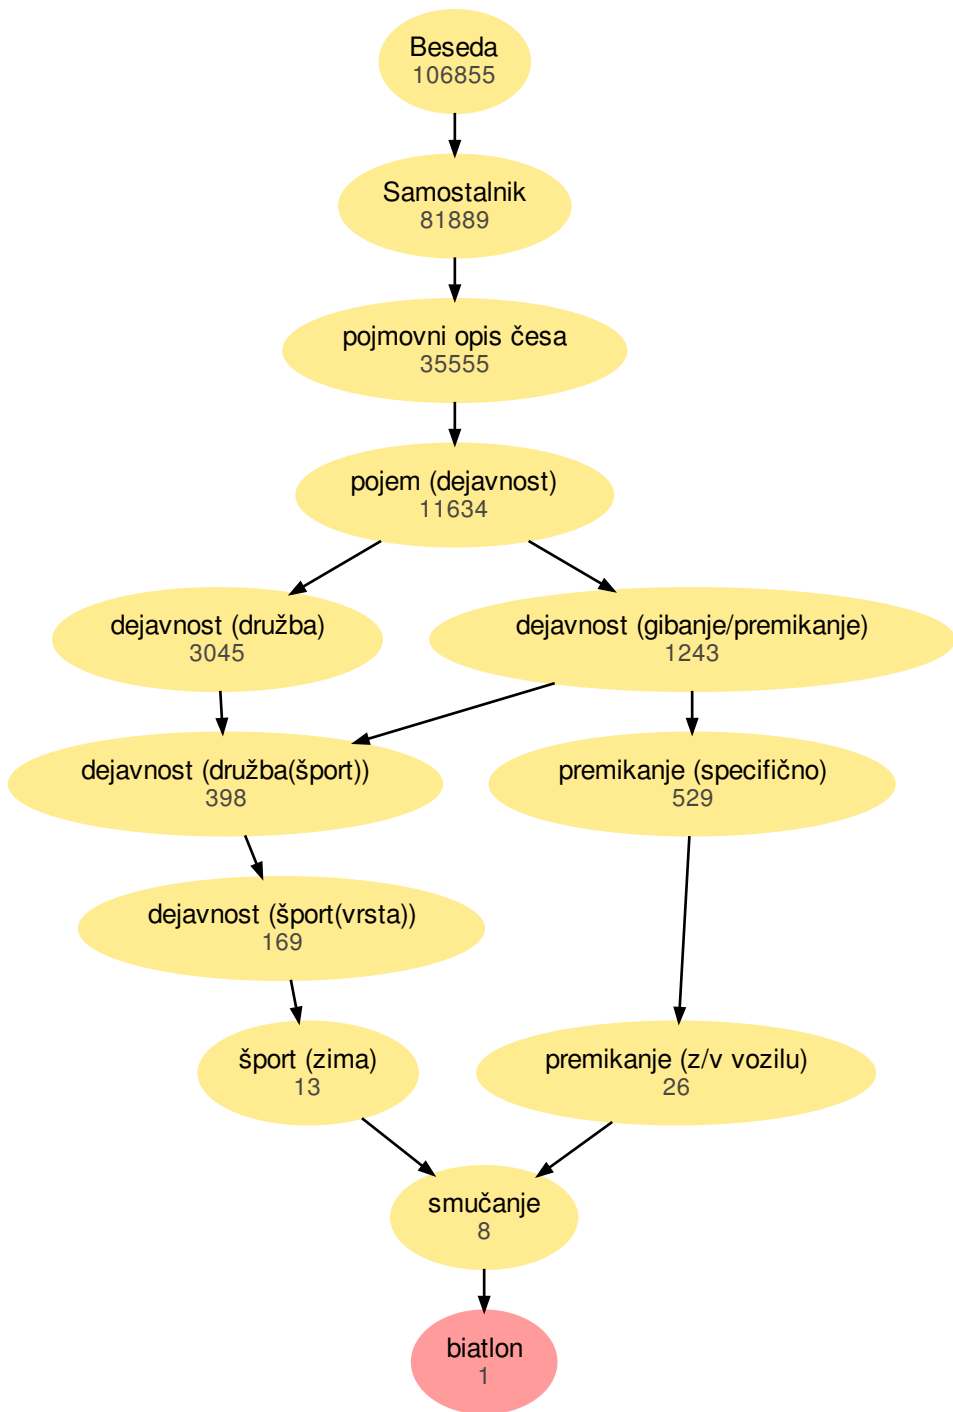 Beseda
106855
Samostalnik
81889
pojmovni opis česa
35555
pojem (dejavnost)
11634
dejavnost (družba)
3045
dejavnost (gibanje/premikanje)
1243
dejavnost (družba(šport))
398
premikanje (specifično)
529
dejavnost (šport(vrsta))
169
šport (zima)
13
premikanje (z/v vozilu)
26
smučanje
8
biatlon
1